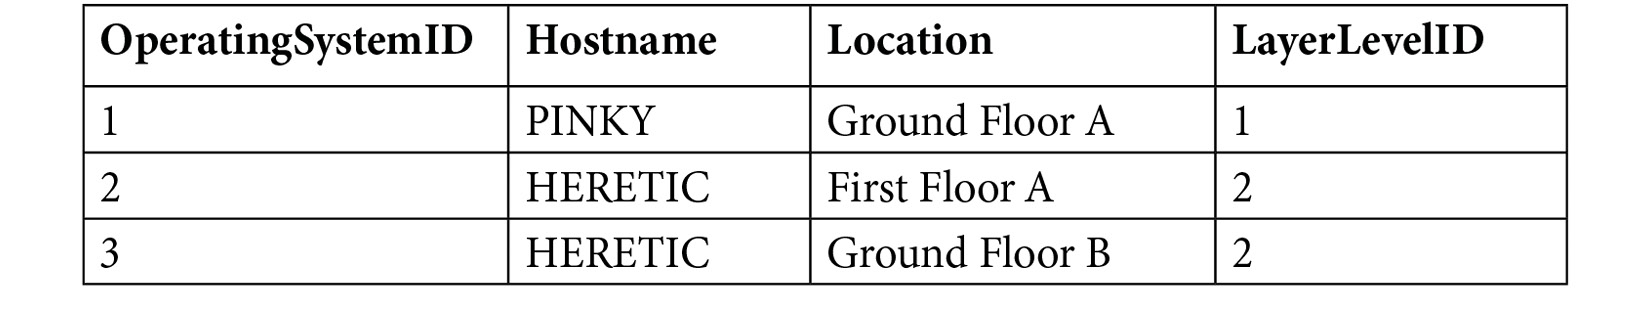 OperatingSystemID Hostname Location LayerLevelID
1 PINKY Ground Floor A 1
2 HERETIC First Floor A 2
3 HERETIC Ground Floor B 2